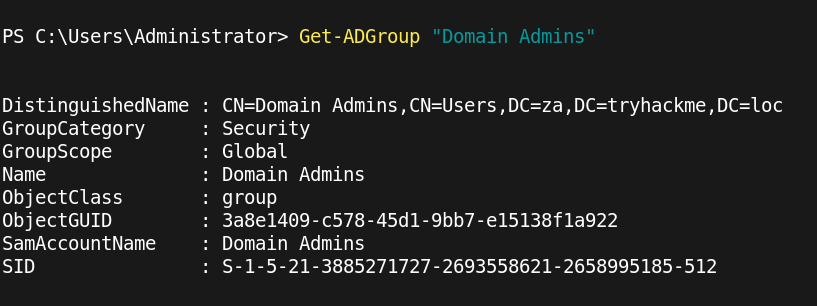 PS C:\Users\Administrator> Get-ADGroup "Domain Admins"
DistinguishedName : CN=Domain Admins,CN=Users,DC=za,DC=tryhackme,DC=loc
GroupCategory     : Security
GroupScope        : Global
Name              : Domain Admins
ObjectClass       : group
ObjectGUID        : 3a8e1409-c578-45d1-9bb7-e15138f1a922
SamAccountName    : Domain Admins
SID               : S-1-5-21-3885271727-2693558621-2658995185-512